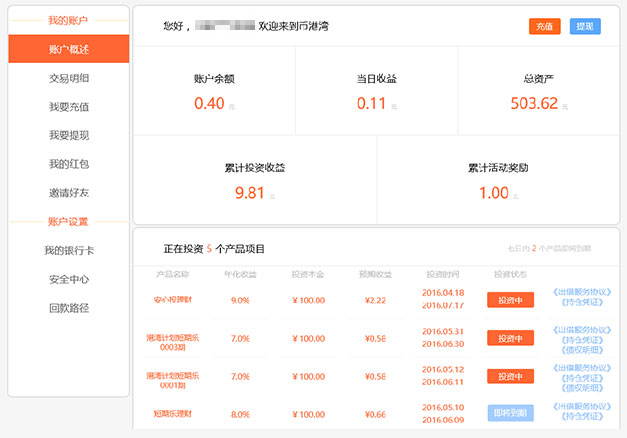 我的账户
账户概述
交易明细
我要充值
我要提现
我的红包
邀请好友
账户设置
我的银行卡
安全中心
回款路径
您好， 欢迎来到币港湾
充值
提现
账户余额
0.40 元
当日收益
0.11 元
总资产
503.62 元
累计投资收益
9.81 元
累计活动奖励
1.00 元
正在投资 5 个产品项目
七日内 2 个产品即将到期
产品名称 年化收益 投资本金 预期收益 投资时间 投资状态
安心投理财 9.0% ¥ 100.00 ¥2.22 2016.04.18 投资中 《出借服务协议》
2016.07.17 《持仓凭证》
港湾计划短期乐 7.0% ¥ 100.00 ¥0.58 2016.05.31 投资中 《出借服务协议》
0003期 2016.06.30 《持仓凭证》
《债权明细》
港湾计划短期乐 7.0% ¥ 100.00 ¥0.58 2016.05.12 投资中 《出借服务协议》
0001期 2016.06.11 《持仓凭证》
《债权明细》
短期乐理财 8.0% ¥ 100.00 ¥0.66 2016.05.10 即将到期 《出借服务协议》
2016.06.09 《持仓凭证》